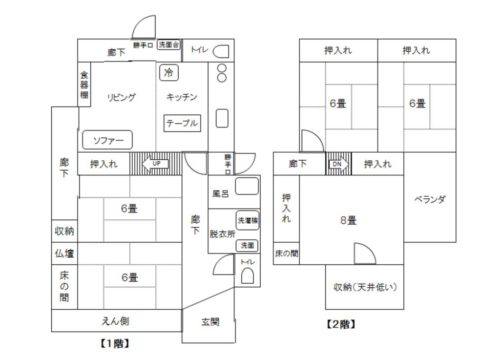 廊下
勝手口
洗面台
トイレ
押入れ
押入れ
食器棚
リビング
冷
キッチン
テーブル
ソファー
6畳
6畳
廊下
押入れ
UP
勝手口
風呂
廊下
DN
押入れ
ベランダ
6畳
廊下
洗濯機
脱衣所
洗面
押入れ
8畳
収納
仏壇
床の間
6畳
トイレ
床の間
収納(天井低い)
えん側
玄関
【1階】
【2階】